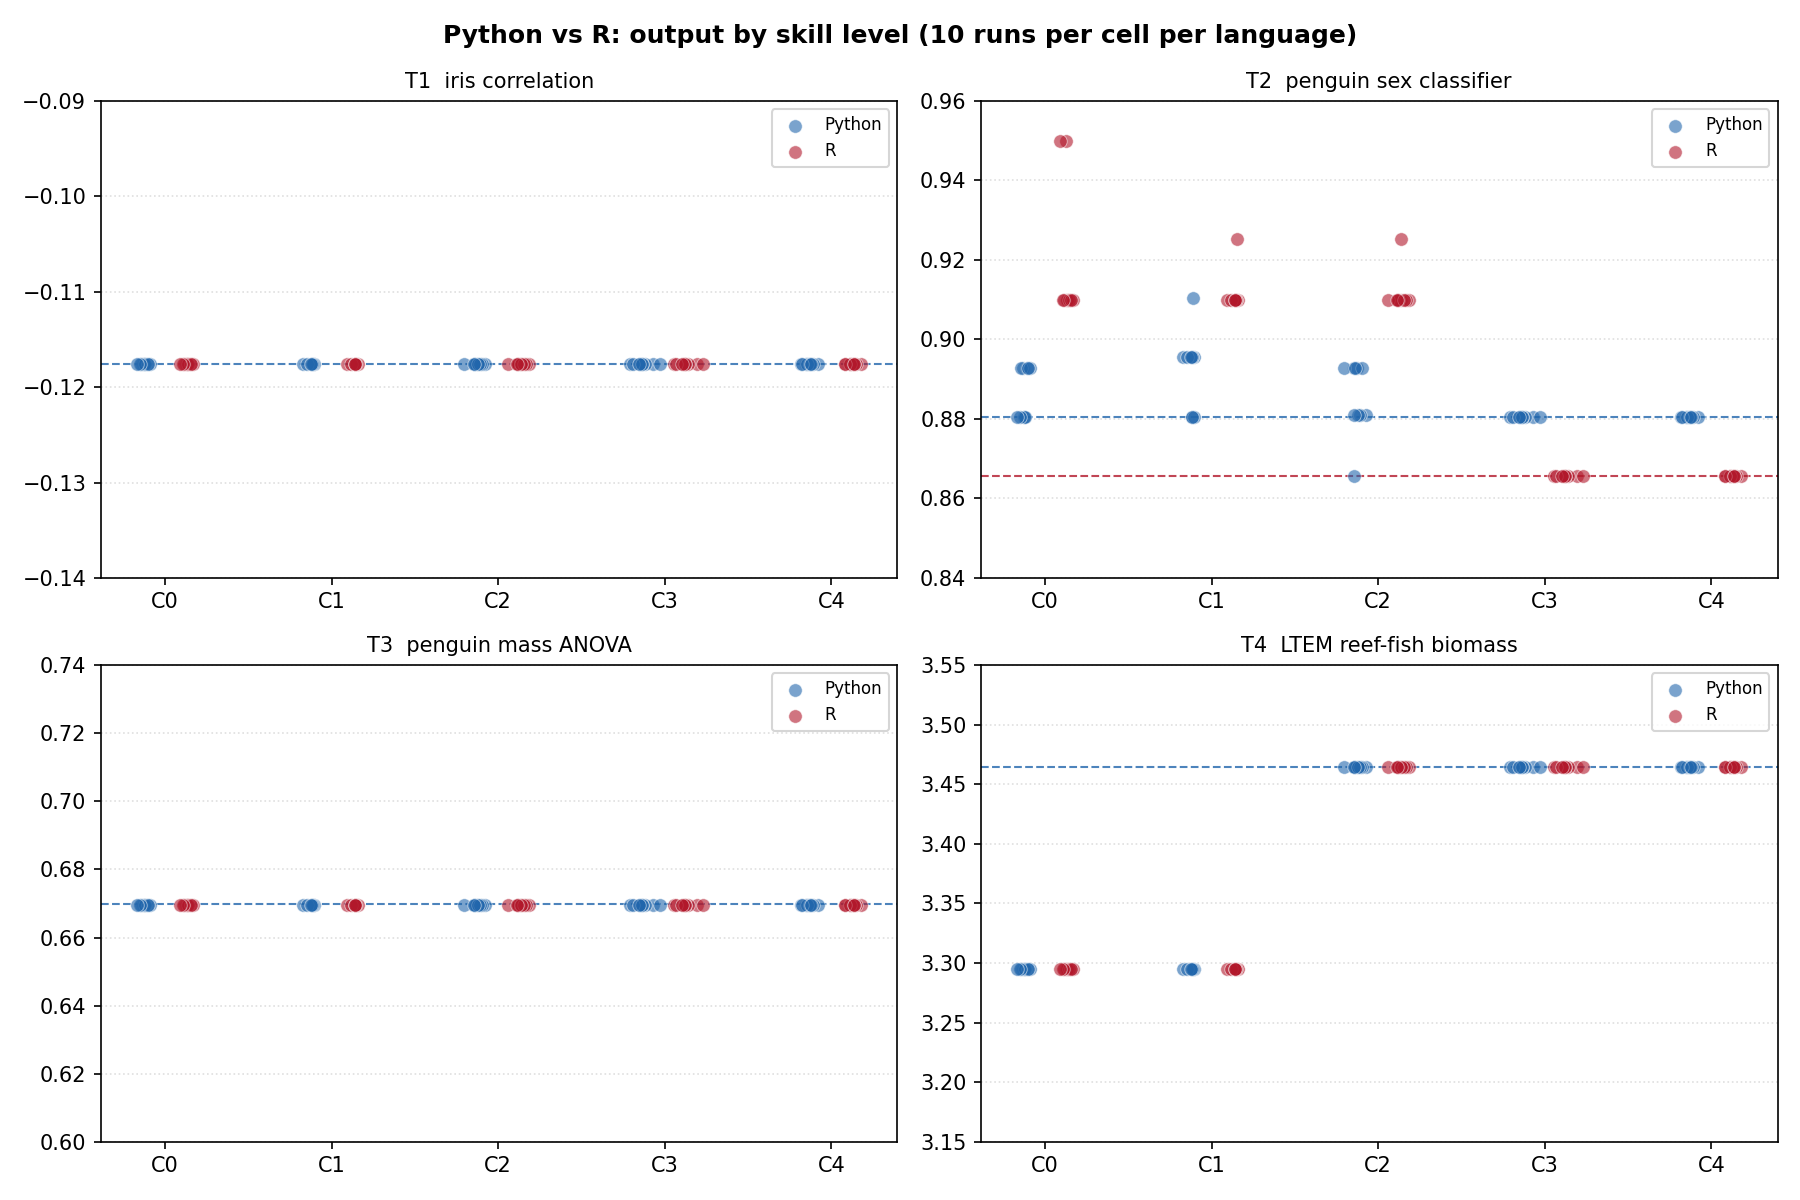 Python vs R: output by skill level (10 runs per cell per language)
T1  iris correlation
−0.09
−0.10
−0.11
−0.12
−0.13
−0.14
Python
R
C0 C1 C2 C3 C4
T2  penguin sex classifier
0.96
0.94
0.92
0.90
0.88
0.86
0.84
Python
R
C0 C1 C2 C3 C4
T3  penguin mass ANOVA
0.74
0.72
0.70
0.68
0.66
0.64
0.62
0.60
Python
R
C0 C1 C2 C3 C4
T4  LTEM reef-fish biomass
3.55
3.50
3.45
3.40
3.35
3.30
3.25
3.20
3.15
Python
R
C0 C1 C2 C3 C4